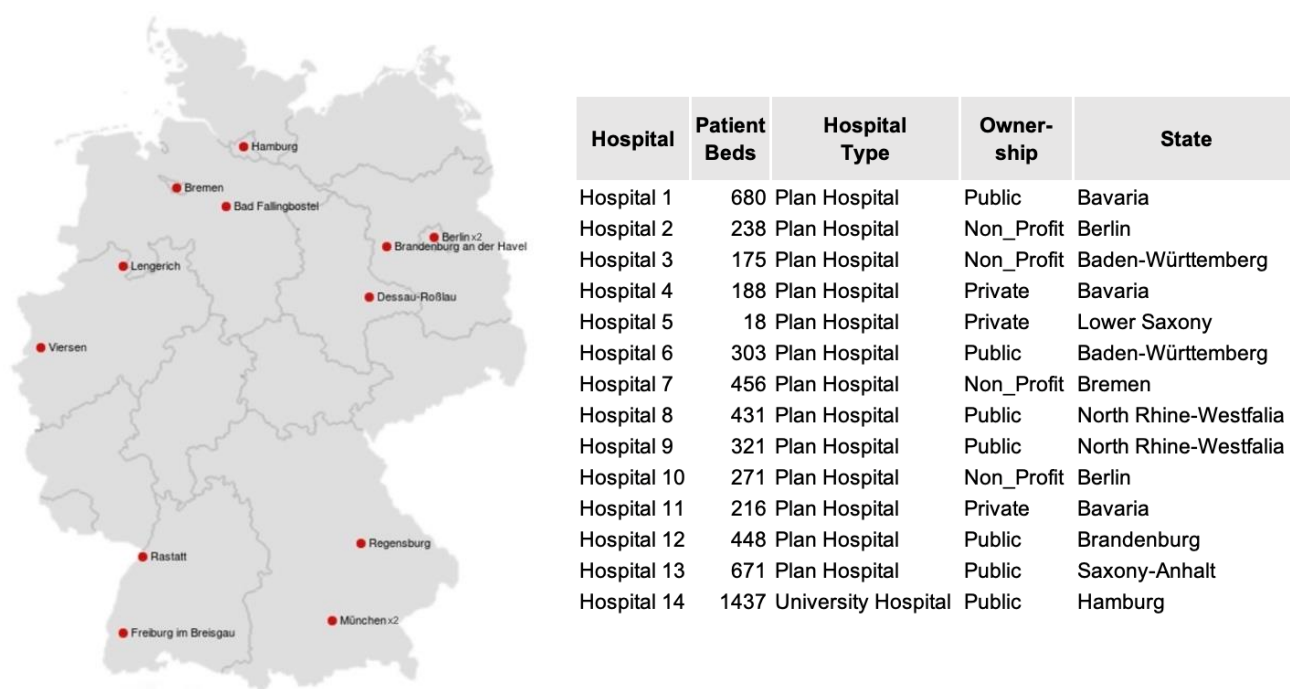 Hamburg
Bremen
Bad Fallingbostel
Berlin x2
Brandenburg an der Havel
Lengerich
Dessau-Roßlau
Viersen
Regensburg
Rastatt
München x2
Freiburg im Breisgau
Hospital Patient Beds Hospital Type Owner-ship State
Hospital 1 680 Plan Hospital Public Bavaria
Hospital 2 238 Plan Hospital Non_Profit Berlin
Hospital 3 175 Plan Hospital Non_Profit Baden-Württemberg
Hospital 4 188 Plan Hospital Private Bavaria
Hospital 5 18 Plan Hospital Private Lower Saxony
Hospital 6 303 Plan Hospital Public Baden-Württemberg
Hospital 7 456 Plan Hospital Non_Profit Bremen
Hospital 8 431 Plan Hospital Public North Rhine-Westfalia
Hospital 9 321 Plan Hospital Public North Rhine-Westfalia
Hospital 10 271 Plan Hospital Non_Profit Berlin
Hospital 11 216 Plan Hospital Private Bavaria
Hospital 12 448 Plan Hospital Public Brandenburg
Hospital 13 671 Plan Hospital Public Saxony-Anhalt
Hospital 14 1437 University Hospital Public Hamburg